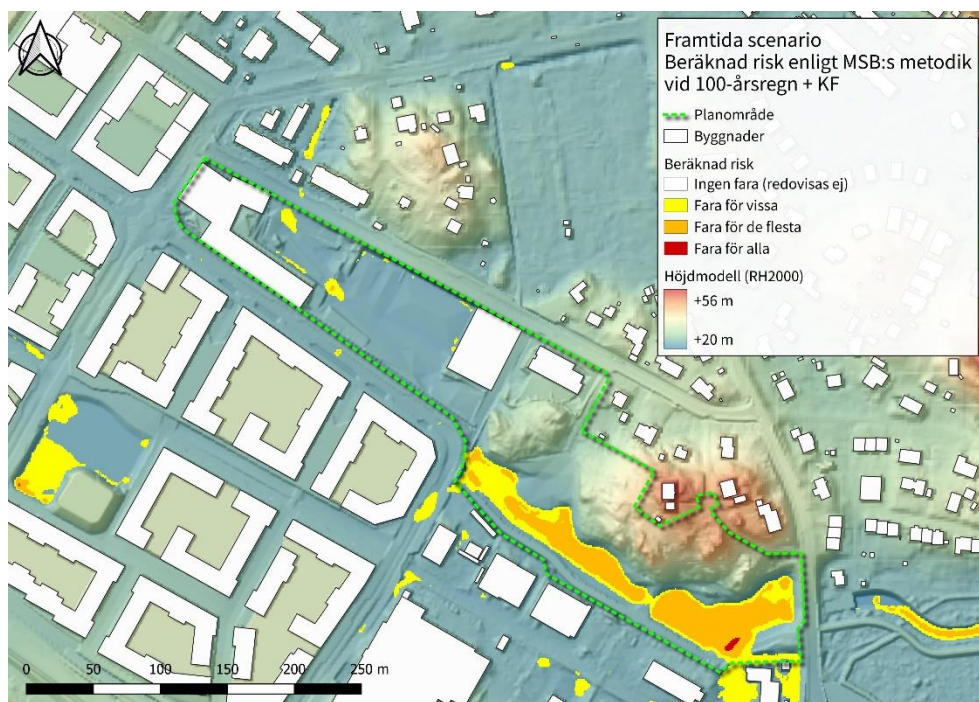 Framtida scenario
Beräknad risk enligt MSB:s metodik
vid 100-årsregn + KF
Planområde
Byggnader
Beräknad risk
Ingen fara (redovisas ej)
Fara för vissa
Fara för de flesta
Fara för alla
Höjdmodell (RH2000)
+56 m
+20 m
0 50 100 150 200 250 m